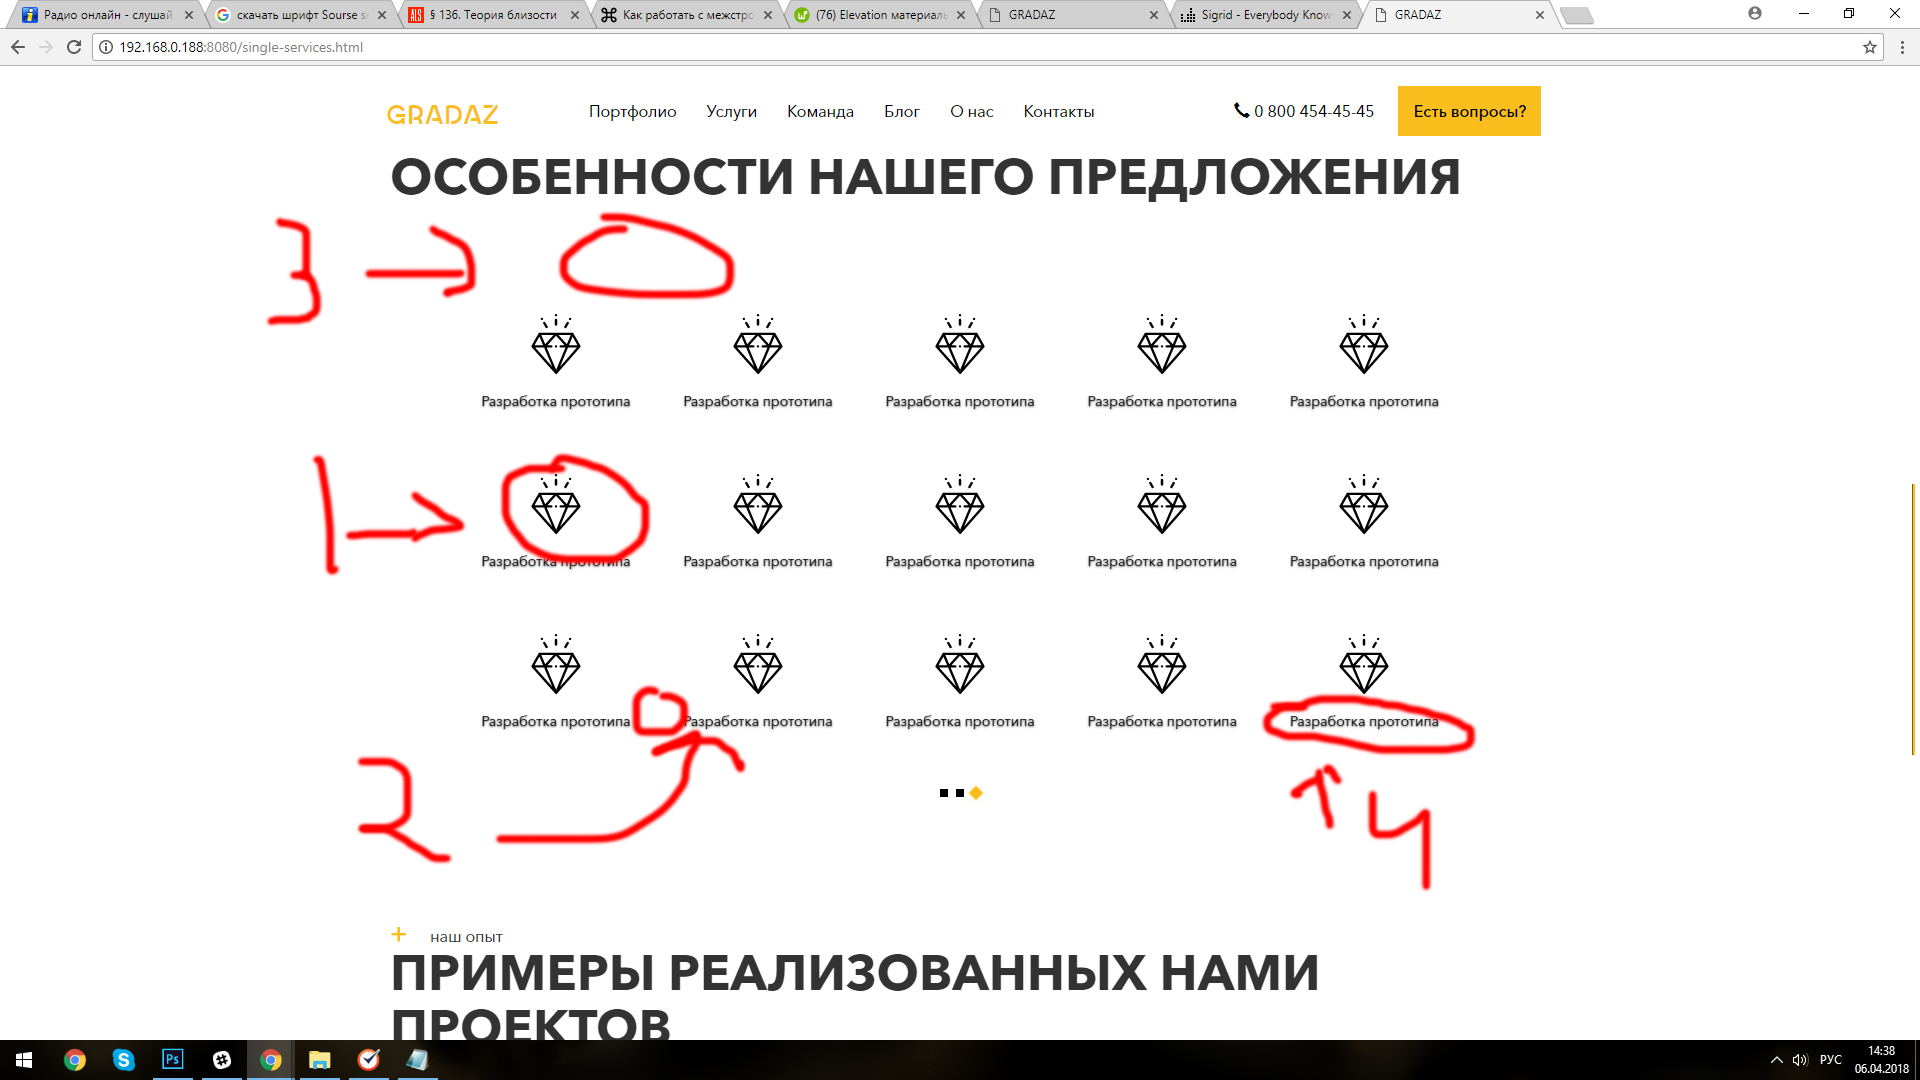 Радио онлайн - слушай
скачать шрифт Sourse s
§ 136. Теория близости
Как работать с межстро
(76) Elevation материаль
GRADAZ
Sigrid - Everybody Know
GRADAZ
192.168.0.188:8080/single-services.html
GRADAZ Портфолио Услуги Команда Блог О нас Контакты 0 800 454-45-45 Есть вопросы?
ОСОБЕННОСТИ НАШЕГО ПРЕДЛОЖЕНИЯ
3
Разработка прототипа Разработка прототипа Разработка прототипа Разработка прототипа Разработка прототипа
1
Разработка прототипа Разработка прототипа Разработка прототипа Разработка прототипа Разработка прототипа
Разработка прототипа Разработка прототипа Разработка прототипа Разработка прототипа Разработка прототипа
2
4
+ наш опыт
ПРИМЕРЫ РЕАЛИЗОВАННЫХ НАМИ
ПРОЕКТОВ
Ps
РУС
14:38
06.04.2018